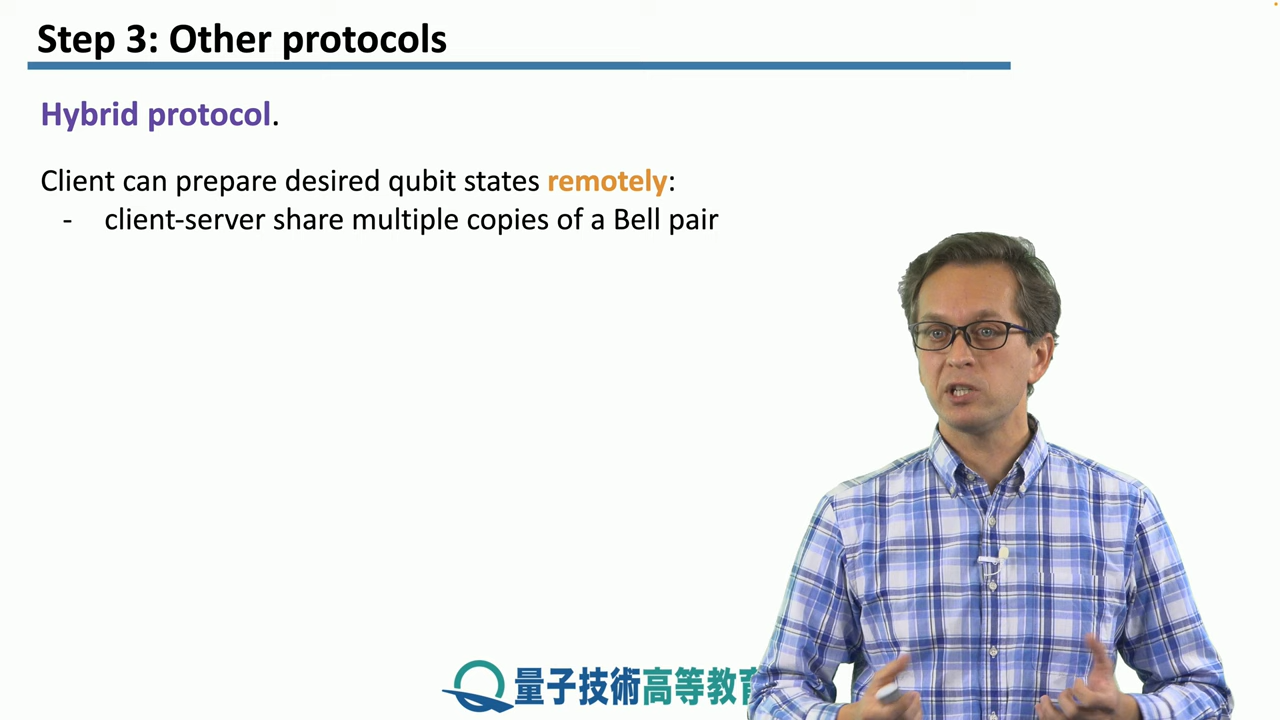 Step 3: Other protocols
Hybrid protocol.
Client can prepare desired qubit states remotely:
- client-server share multiple copies of a Bell pair
量子技術高等教育